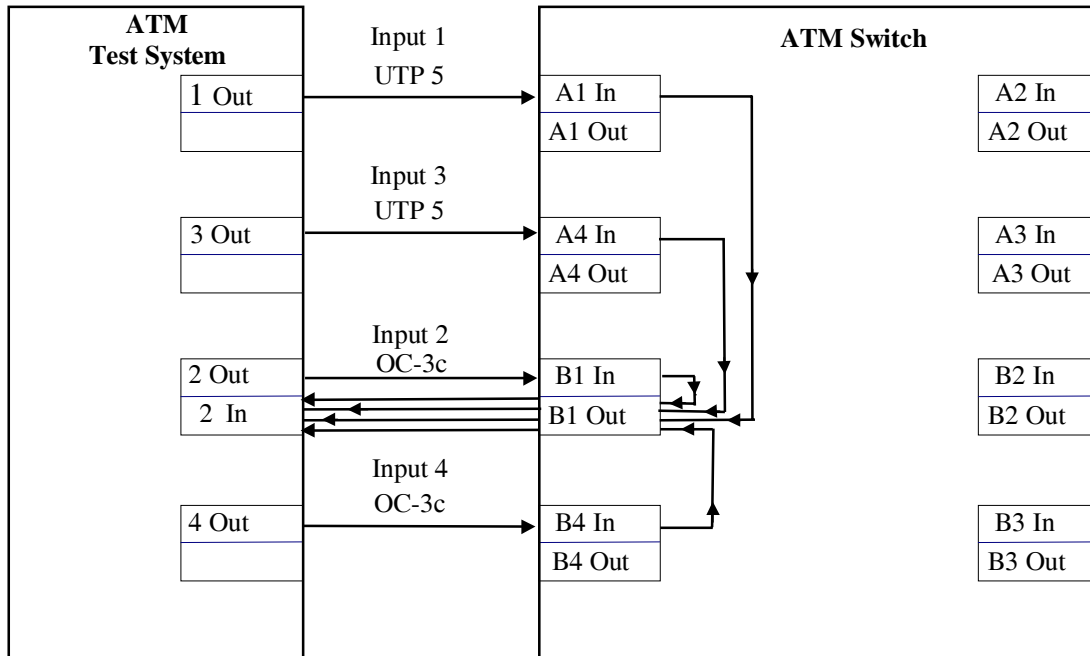 ATM
Test System
Input 1
UTP 5
ATM Switch
1 Out
A1 In
A1 Out
A2 In
A2 Out
Input 3
UTP 5
3 Out
A4 In
A4 Out
A3 In
A3 Out
Input 2
OC-3c
2 Out
2 In
B1 In
B1 Out
B2 In
B2 Out
Input 4
OC-3c
4 Out
B4 In
B4 Out
B3 In
B3 Out